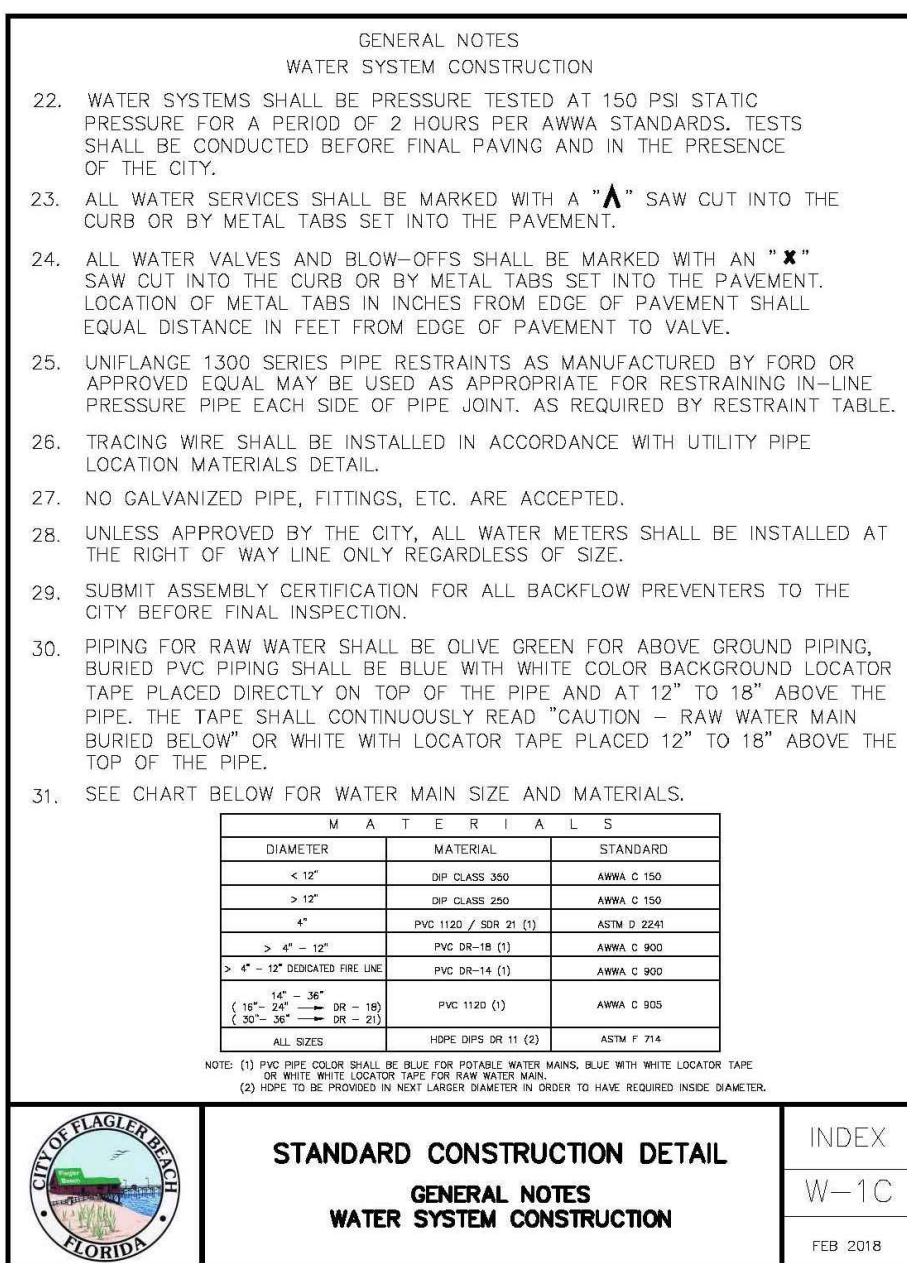 GENERAL NOTES
WATER SYSTEM CONSTRUCTION
22. WATER SYSTEMS SHALL BE PRESSURE TESTED AT 150 PSI STATIC
PRESSURE FOR A PERIOD OF 2 HOURS PER AWWA STANDARDS. TESTS
SHALL BE CONDUCTED BEFORE FINAL PAVING AND IN THE PRESENCE
OF THE CITY.
23. ALL WATER SERVICES SHALL BE MARKED WITH A "Λ" SAW CUT INTO THE
CURB OR BY METAL TABS SET INTO THE PAVEMENT.
24. ALL WATER VALVES AND BLOW-OFFS SHALL BE MARKED WITH AN "X"
SAW CUT INTO THE CURB OR BY METAL TABS SET INTO THE PAVEMENT.
LOCATION OF METAL TABS IN INCHES FROM EDGE OF PAVEMENT SHALL
EQUAL DISTANCE IN FEET FROM EDGE OF PAVEMENT TO VALVE.
25. UNIFLANGE 1300 SERIES PIPE RESTRAINTS AS MANUFACTURED BY FORD OR
APPROVED EQUAL MAY BE USED AS APPROPRIATE FOR RESTRAINING IN-LINE
PRESSURE PIPE EACH SIDE OF PIPE JOINT. AS REQUIRED BY RESTRAINT TABLE.
26. TRACING WIRE SHALL BE INSTALLED IN ACCORDANCE WITH UTILITY PIPE
LOCATION MATERIALS DETAIL.
27. NO GALVANIZED PIPE, FITTINGS, ETC. ARE ACCEPTED.
28. UNLESS APPROVED BY THE CITY, ALL WATER METERS SHALL BE INSTALLED AT
THE RIGHT OF WAY LINE ONLY REGARDLESS OF SIZE.
29. SUBMIT ASSEMBLY CERTIFICATION FOR ALL BACKFLOW PREVENTERS TO THE
CITY BEFORE FINAL INSPECTION.
30. PIPING FOR RAW WATER SHALL BE OLIVE GREEN FOR ABOVE GROUND PIPING,
BURIED PVC PIPING SHALL BE BLUE WITH WHITE COLOR BACKGROUND LOCATOR
TAPE PLACED DIRECTLY ON TOP OF THE PIPE AND AT 12" TO 18" ABOVE THE
PIPE. THE TAPE SHALL CONTINUOUSLY READ "CAUTION – RAW WATER MAIN
BURIED BELOW" OR WHITE WITH LOCATOR TAPE PLACED 12" TO 18" ABOVE THE
TOP OF THE PIPE.
31. SEE CHART BELOW FOR WATER MAIN SIZE AND MATERIALS.
M A T E R I A L S
DIAMETER MATERIAL STANDARD
< 12" DIP CLASS 350 AWWA C 150
> 12" DIP CLASS 250 AWWA C 150
4" PVC 1120 / SDR 21 (1) ASTM D 2241
> 4" – 12" PVC DR-18 (1) AWWA C 900
> 4" – 12" DEDICATED FIRE LINE PVC DR-14 (1) AWWA C 900
14" – 36"
( 16"– 24" → DR – 18) PVC 1120 (1) AWWA C 905
( 30"– 36" → DR – 21)
ALL SIZES HDPE DIPS DR 11 (2) ASTM F 714
NOTE: (1) PVC PIPE COLOR SHALL BE BLUE FOR POTABLE WATER MAINS, BLUE WITH WHITE LOCATOR TAPE
OR WHITE WHITE LOCATOR TAPE FOR RAW WATER MAIN.
(2) HDPE TO BE PROVIDED IN NEXT LARGER DIAMETER IN ORDER TO HAVE REQUIRED INSIDE DIAMETER.
CITY OF FLAGLER BEACH
Flagler
Beach
FLORIDA
STANDARD CONSTRUCTION DETAIL
GENERAL NOTES
WATER SYSTEM CONSTRUCTION
INDEX
W-1C
FEB 2018